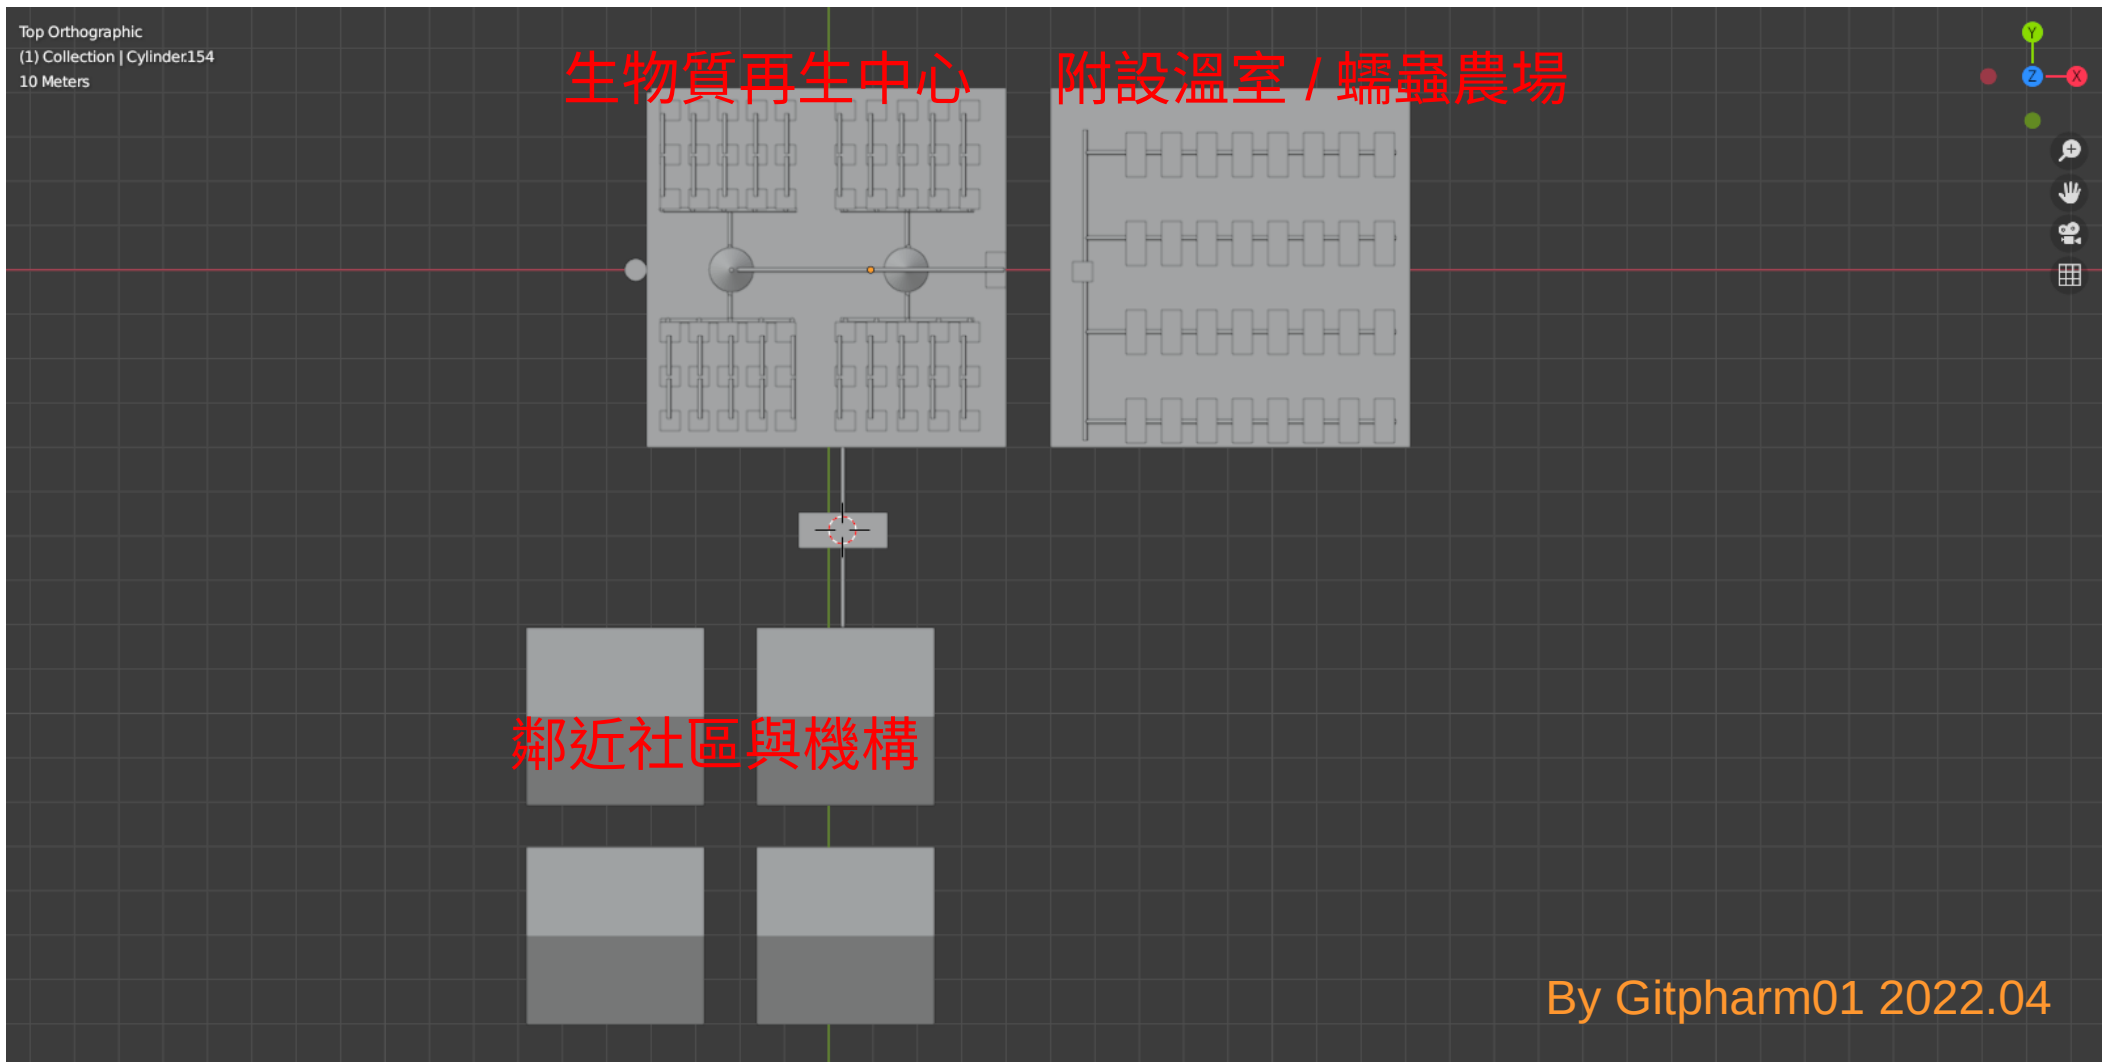 Top Orthographic
(1) Collection | Cylinder.154
10 Meters
生物質再生中心
附設溫室 / 蠕蟲農場
Y
Z
X
鄰近社區與機構
By Gitpharm01 2022.04